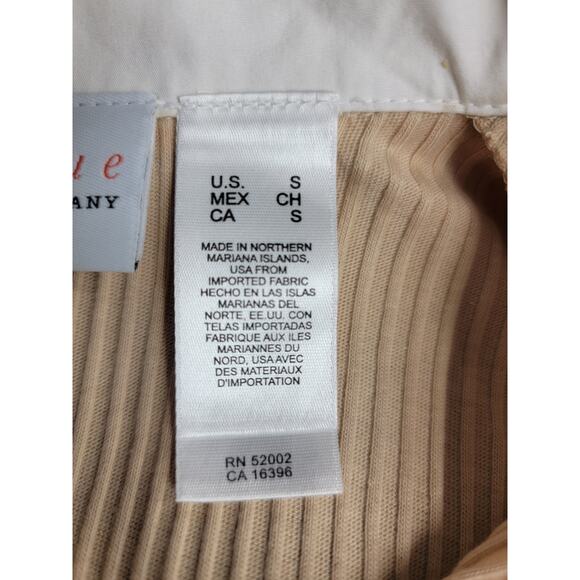 ue
ANY
U.S. S
MEX CH
CA S
MADE IN NORTHERN
MARIANA ISLANDS,
USA FROM
IMPORTED FABRIC
HECHO EN LAS ISLAS
MARIANAS DEL
NORTE, EE.UU. CON
TELAS IMPORTADAS
FABRIQUE AUX ILES
MARIANNES DU
NORD, USA AVEC
DES MATERIAUX
D'IMPORTATION
RN 52002
CA 16396